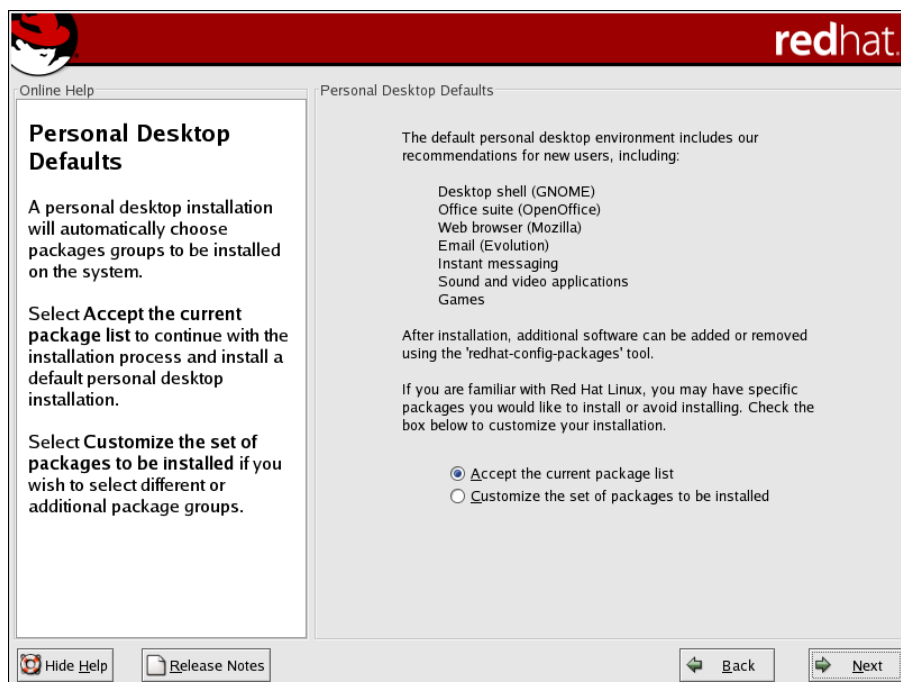 redhat.
Online Help
Personal Desktop
Defaults
A personal desktop installation
will automatically choose
packages groups to be installed
on the system.
Select Accept the current
package list to continue with the
installation process and install a
default personal desktop
installation.
Select Customize the set of
packages to be installed if you
wish to select different or
additional package groups.
Personal Desktop Defaults
The default personal desktop environment includes our
recommendations for new users, including:
Desktop shell (GNOME)
Office suite (OpenOffice)
Web browser (Mozilla)
Email (Evolution)
Instant messaging
Sound and video applications
Games
After installation, additional software can be added or removed
using the 'redhat-config-packages' tool.
If you are familiar with Red Hat Linux, you may have specific
packages you would like to install or avoid installing. Check the
box below to customize your installation.
Accept the current package list
Customize the set of packages to be installed
Hide Help
Release Notes
Back
Next